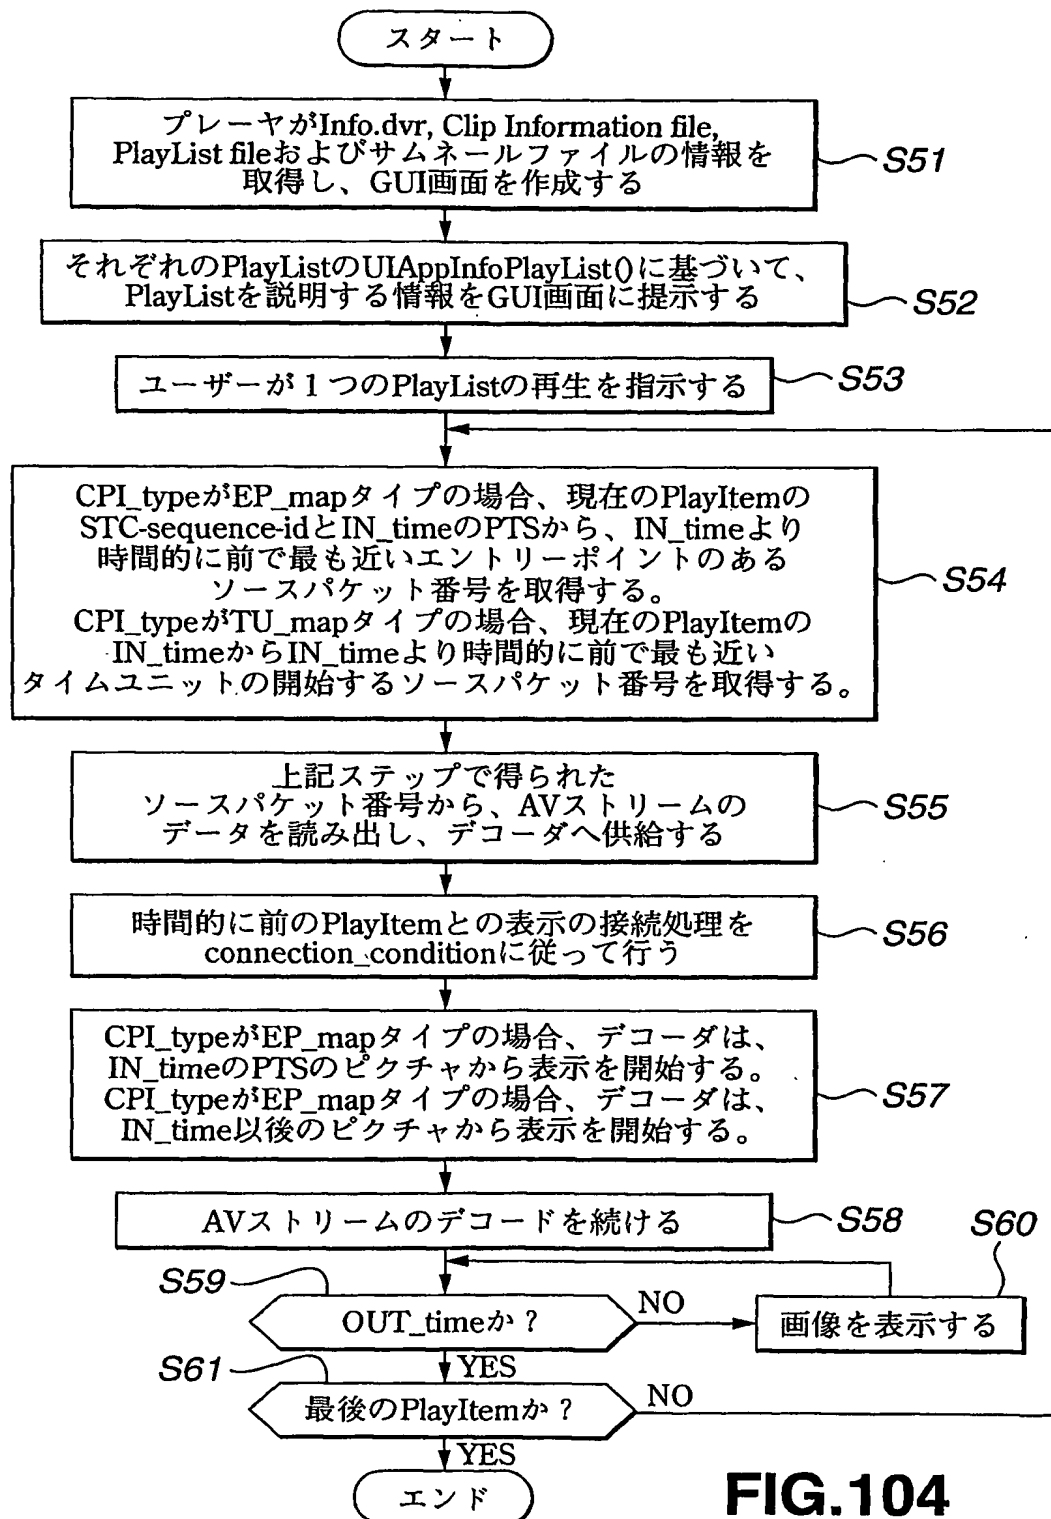 スタート
プレーヤがInfo.dvr, Clip Information file,
PlayList fileおよびサムネールファイルの情報を
取得し、GUI画面を作成する
S51
それぞれのPlayListのUIAppInfoPlayList()に基づいて、
PlayListを説明する情報をGUI画面に提示する
S52
ユーザーが1つのPlayListの再生を指示する
S53
CPI_typeがEP_mapタイプの場合、現在のPlayItemの
STC-sequence-idとIN_timeのPTSから、IN_timeより
時間的に前で最も近いエントリーポイントのある
ソースパケット番号を取得する。
CPI_typeがTU_mapタイプの場合、現在のPlayItemの
IN_timeからIN_timeより時間的に前で最も近い
タイムユニットの開始するソースパケット番号を取得する。
S54
上記ステップで得られた
ソースパケット番号から、AVストリームの
データを読み出し、デコーダへ供給する
S55
時間的に前のPlayItemとの表示の接続処理を
connection_conditionに従って行う
S56
CPI_typeがEP_mapタイプの場合、デコーダは、
IN_timeのPTSのピクチャから表示を開始する。
CPI_typeがEP_mapタイプの場合、デコーダは、
IN_time以後のピクチャから表示を開始する。
S57
AVストリームのデコードを続ける
S58
S59
OUT_timeか?
NO
S60
画像を表示する
YES
S61
最後のPlayItemか?
NO
YES
エンド
FIG.104